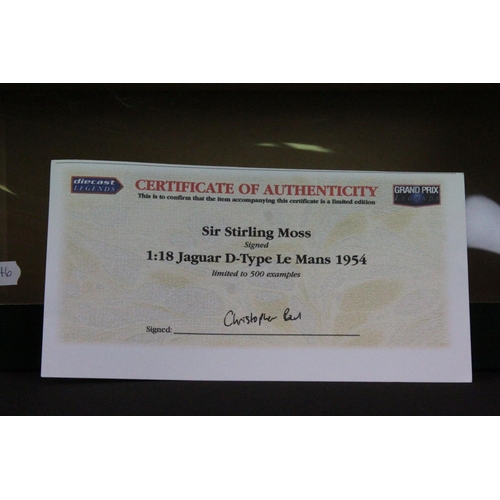 diecast
LEGENDS
CERTIFICATE OF AUTHENTICITY
GRAND PRIX
LEGENDS
This is to confirm that the item accompanying this certificate is a limited edition
Sir Stirling Moss
Signed
1:18 Jaguar D-Type Le Mans 1954
limited to 500 examples
Christopher
Signed: